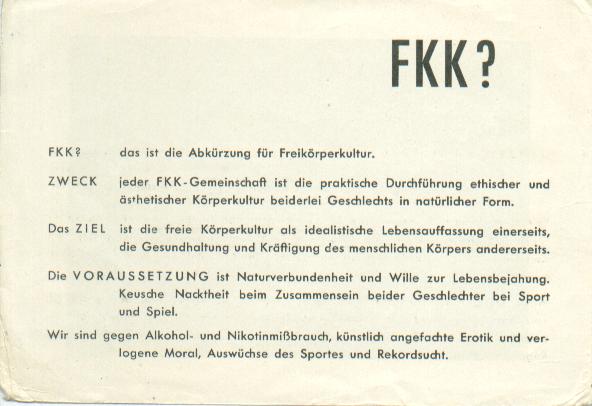 FKK?
FKK? das ist die Abkürzung für Freikörperkultur.
ZWECK jeder FKK-Gemeinschaft ist die praktische Durchführung ethischer und
ästhetischer Körperkultur beiderlei Geschlechts in natürlicher Form.
Das ZIEL ist die freie Körperkultur als idealistische Lebensauffassung einerseits,
die Gesundhaltung und Kräftigung des menschlichen Körpers andererseits.
Die VORAUSSETZUNG ist Naturverbundenheit und Wille zur Lebensbejahung.
Keusche Nacktheit beim Zusammensein beider Geschlechter bei Sport
und Spiel.
Wir sind gegen Alkohol- und Nikotinmißbrauch, künstlich angefachte Erotik und ver-
logene Moral, Auswüchse des Sportes und Rekordsucht.